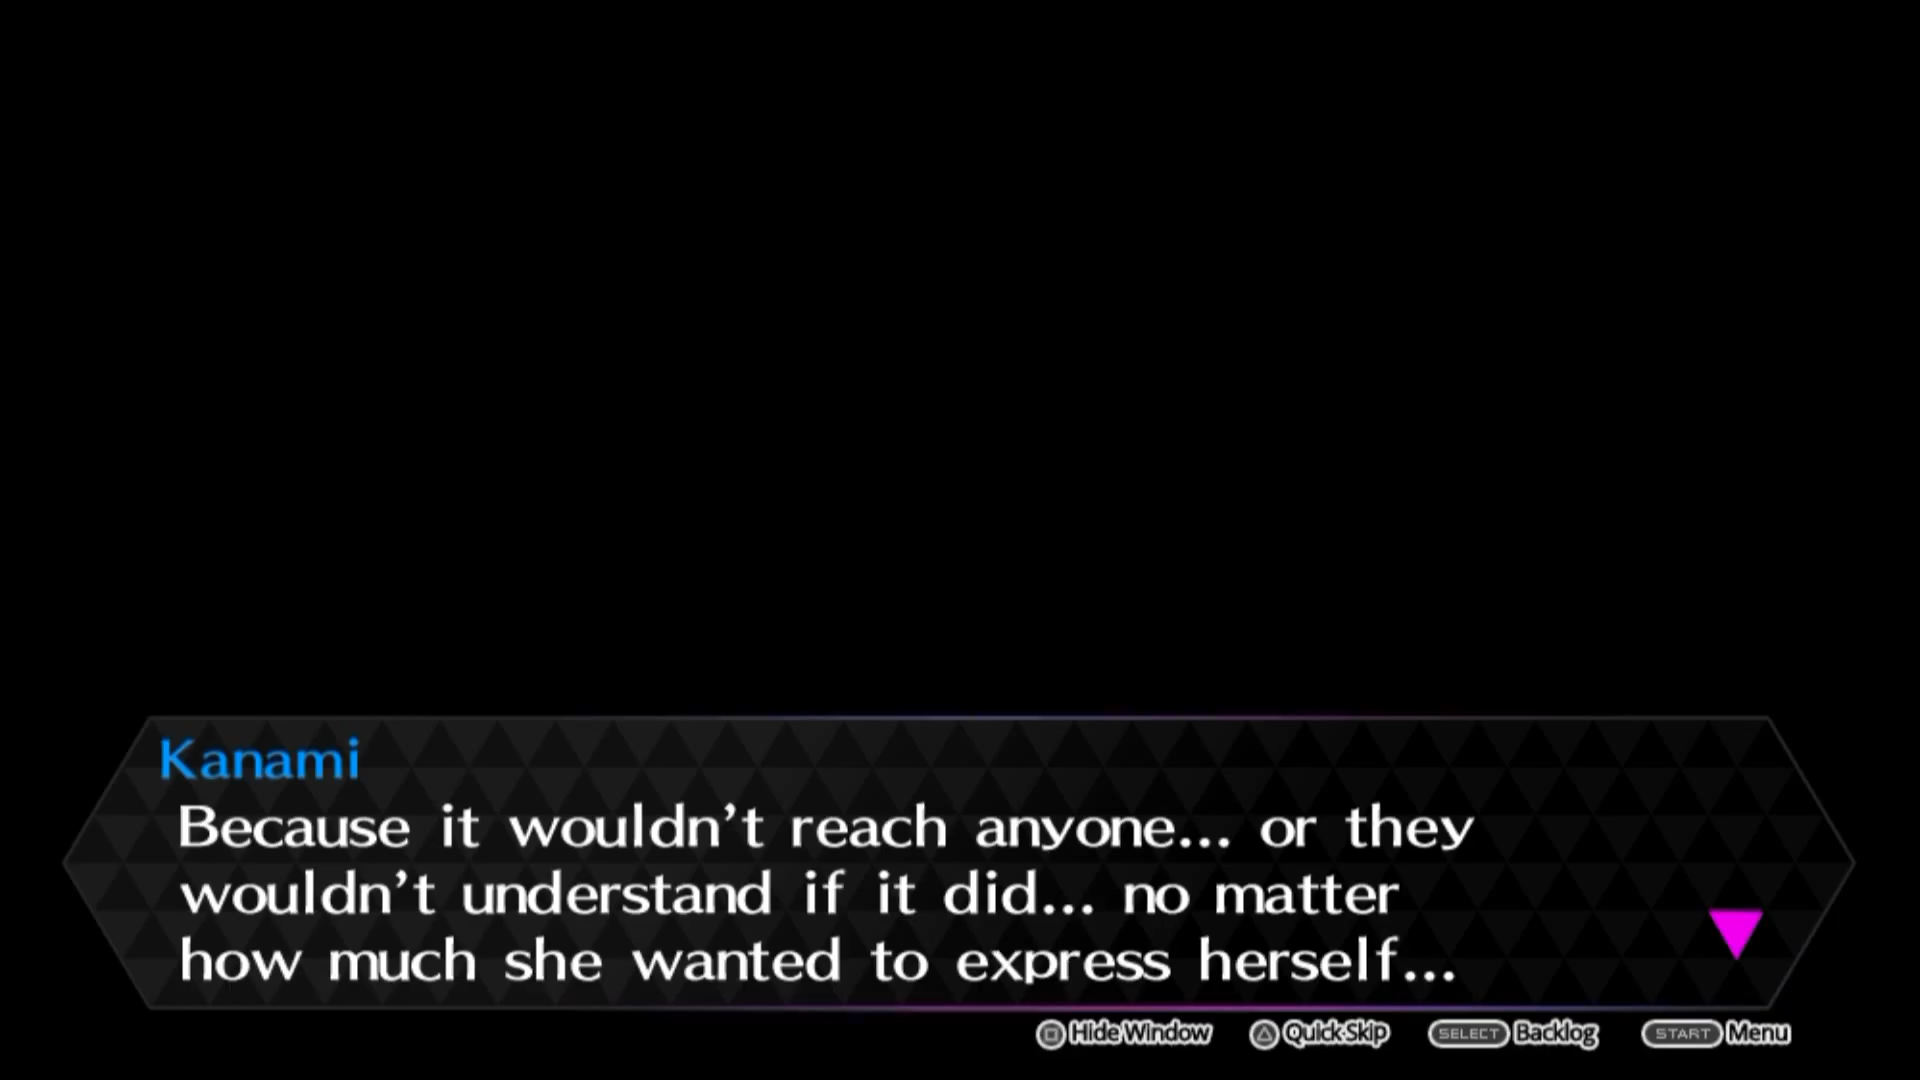 Kanami
Because it wouldn't reach anyone... or they
wouldn't understand if it did... no matter
how much she wanted to express herself...
Hide Window Quick Skip SELECT Backlog START Menu